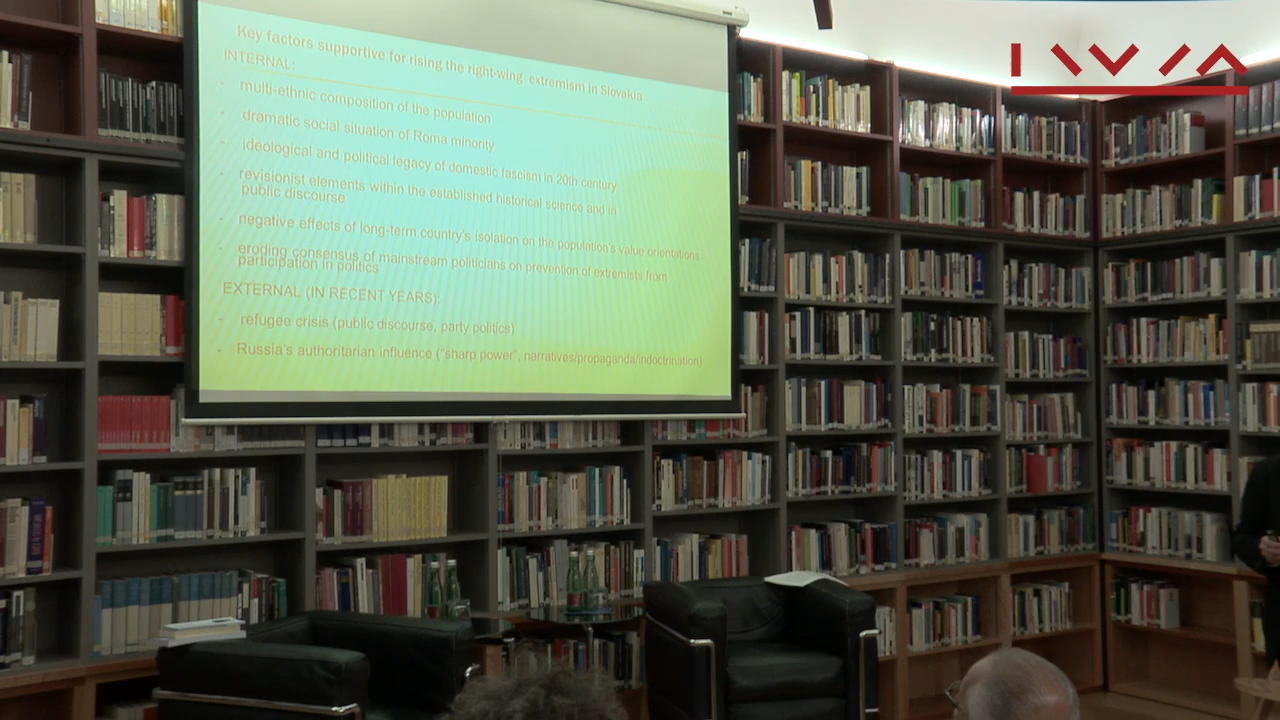 Key factors supportive for rising the right-wing extremism in Slovakia
INTERNAL:
- multi-ethnic composition of the population
- dramatic social situation of Roma minority
- ideological and political legacy of domestic fascism in 20th century
- revisionist elements within the established historical science and in
public discourse
- negative effects of long-term country's isolation on the population's value orientations
- eroding consensus of mainstream politicians on prevention of extremists from
participation in politics
EXTERNAL (IN RECENT YEARS):
- refugee crisis (public discourse, party politics)
- Russia's authoritarian influence ("sharp power", narratives/propaganda/indoctrination)